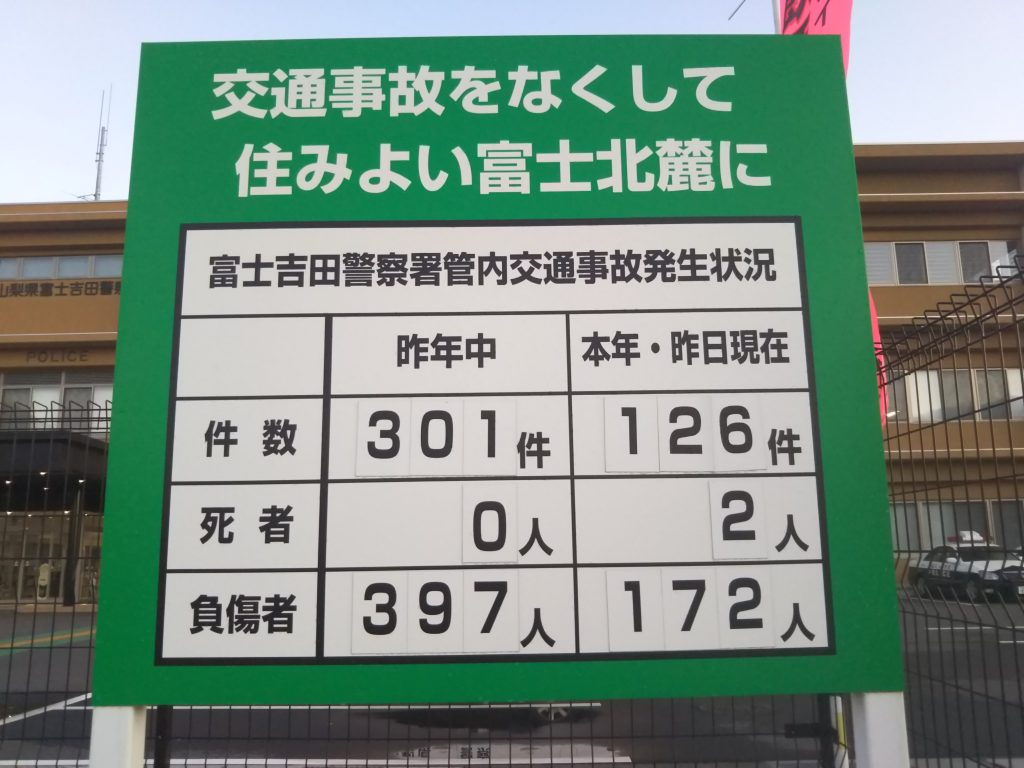 交通事故をなくして
住みよい富士北麓に
富士吉田警察署管内交通事故発生状況
昨年中 本年・昨日現在
件数 301件 126件
死者 0人 2人
負傷者 397人 172人
山梨県富士吉田警察
POLICE